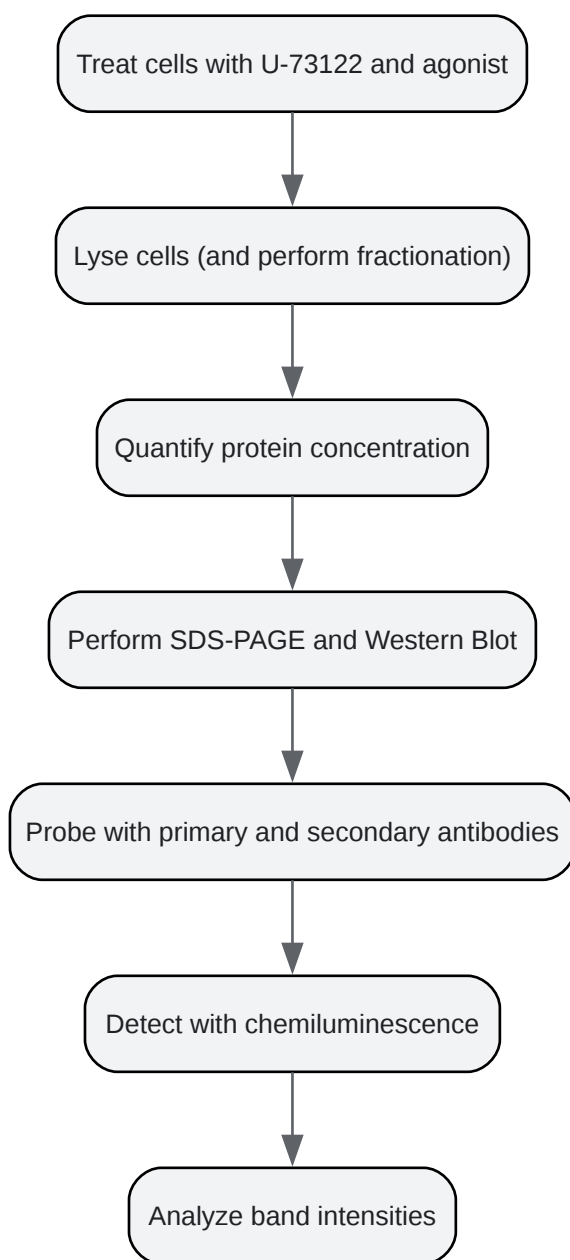 Treat cells with U-73122 and agonist
Lyse cells (and perform fractionation)
Quantify protein concentration
Perform SDS-PAGE and Western Blot
Probe with primary and secondary antibodies
Detect with chemiluminescence
Analyze band intensities